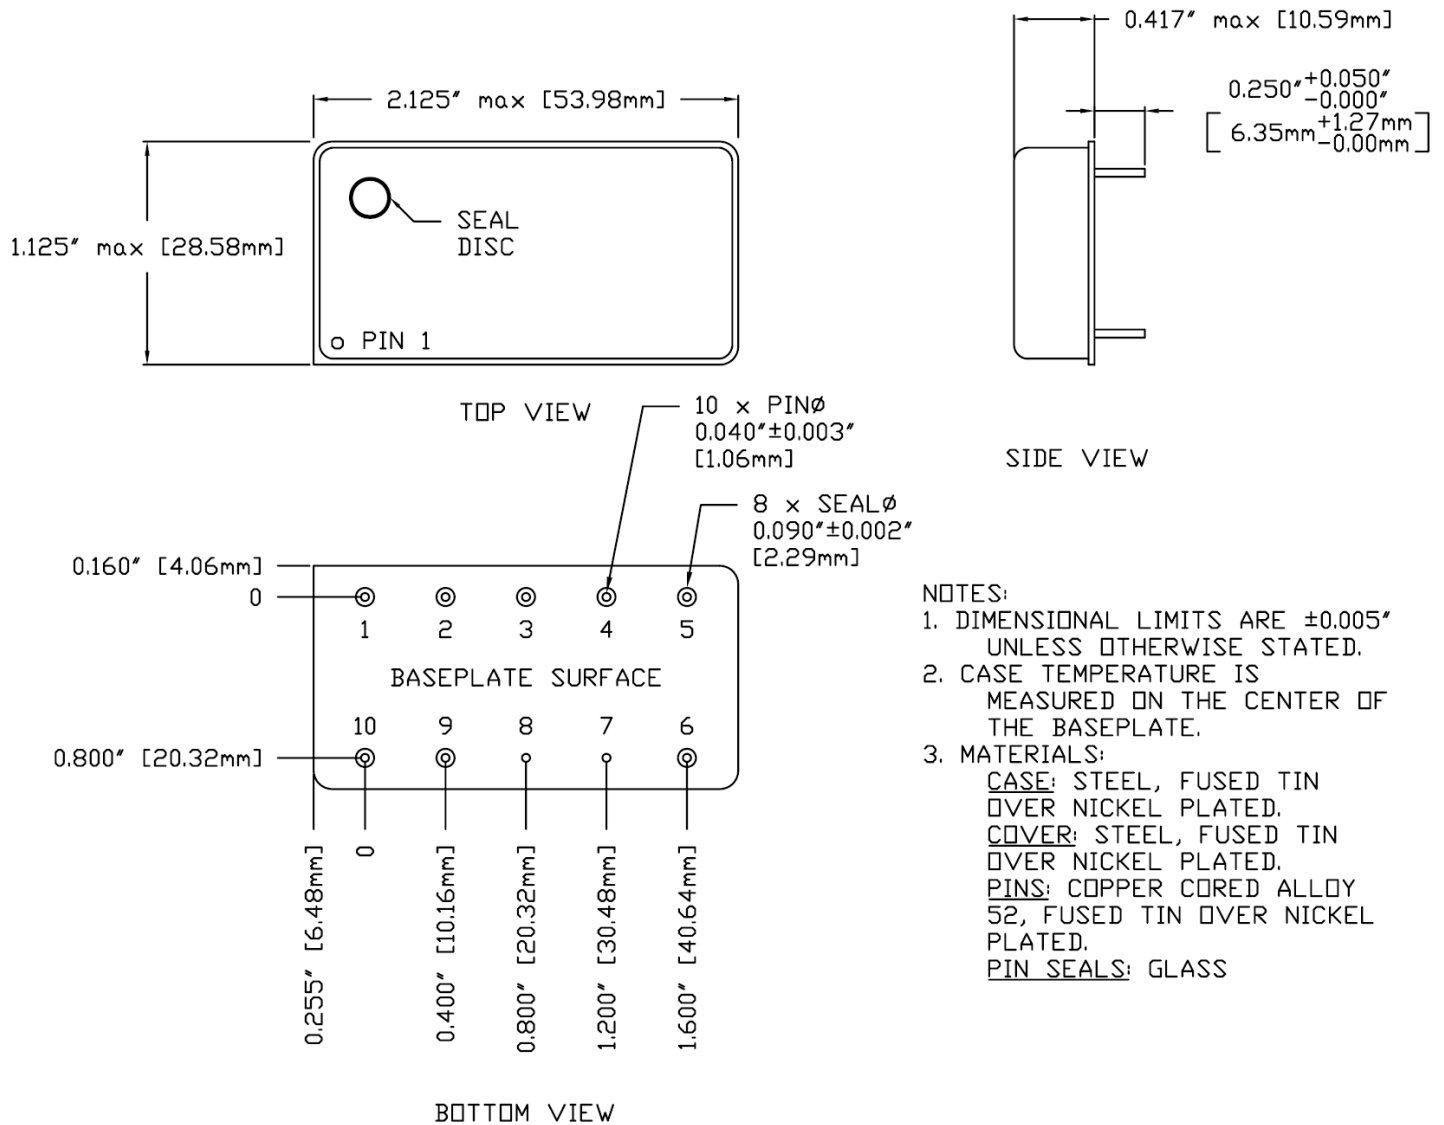 0.417" max [10.59mm]
0.250" +0.050"
-0.000"
[ 6.35mm +1.27mm ]
-0.00mm
2.125" max [53.98mm]
SEAL
DISC
1.125" max [28.58mm]
PIN 1
TOP VIEW
SIDE VIEW
10 x PINØ
0.040"±0.003"
[1.06mm]
8 x SEALØ
0.090"±0.002"
[2.29mm]
0.160" [4.06mm]
0
1 2 3 4 5
BASEPLATE SURFACE
10 9 8 7 6
0.800" [20.32mm]
0.255" [6.48mm]
0
0.400" [10.16mm]
0.800" [20.32mm]
1.200" [30.48mm]
1.600" [40.64mm]
BOTTOM VIEW
NOTES:
1. DIMENSIONAL LIMITS ARE ±0.005"
UNLESS OTHERWISE STATED.
2. CASE TEMPERATURE IS
MEASURED ON THE CENTER OF
THE BASEPLATE.
3. MATERIALS:
CASE: STEEL, FUSED TIN
OVER NICKEL PLATED.
COVER: STEEL, FUSED TIN
OVER NICKEL PLATED.
PINS: COPPER CORED ALLOY
52, FUSED TIN OVER NICKEL
PLATED.
PIN SEALS: GLASS